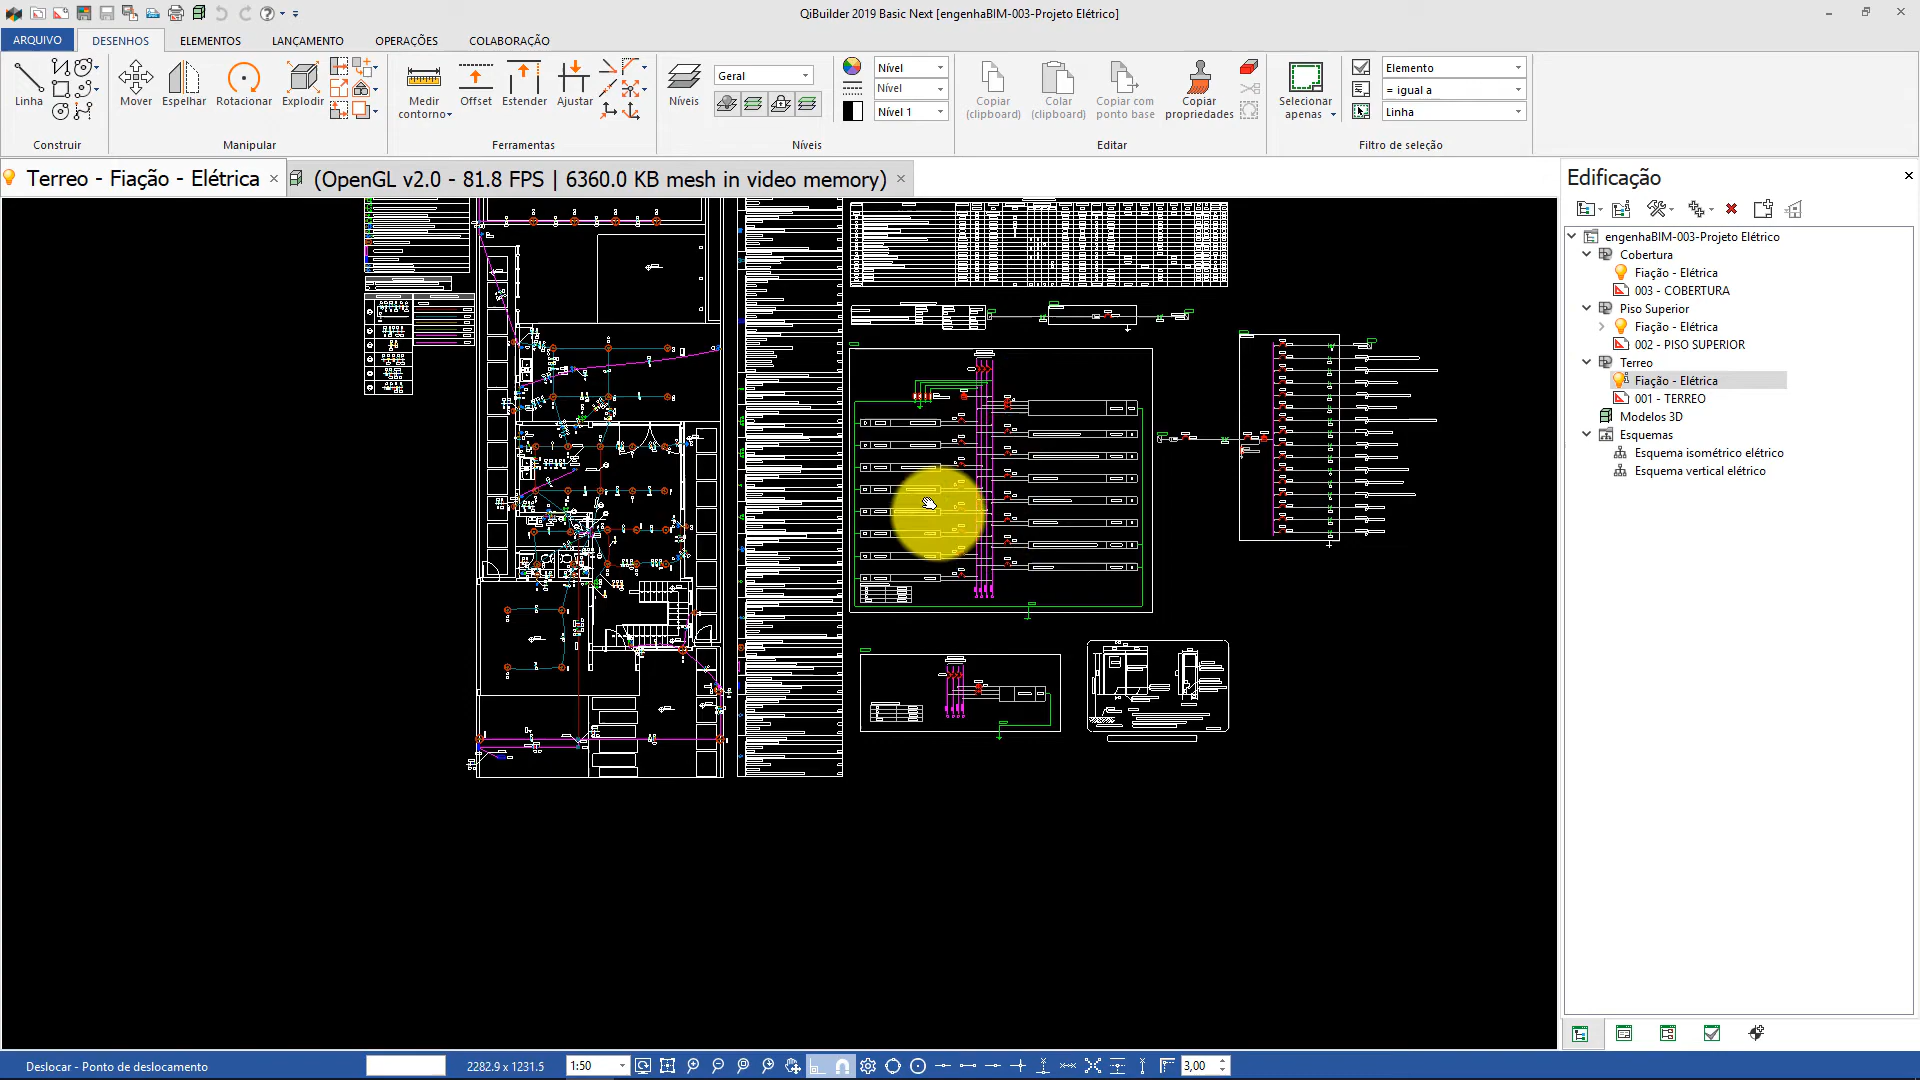 QiBuilder 2019 Basic Next [engenhaBIM-003-Projeto Elétrico]
ARQUIVO DESENHOS ELEMENTOS LANÇAMENTO OPERAÇÕES COLABORAÇÃO
Linha Mover Espelhar Rotacionar Explodir Medir contorno Offset Estender Ajustar Níveis Geral Nível Nível Nível 1 Copiar (clipboard) Colar (clipboard) Copiar com ponto base Copiar propriedades Selecionar apenas Elemento = igual a Linha
Construir Manipular Ferramentas Níveis Editar Filtro de seleção
Terreo - Fiação - Elétrica (OpenGL v2.0 - 81.8 FPS | 6360.0 KB mesh in video memory)
Edificação
engenhaBIM-003-Projeto Elétrico
Cobertura
Fiação - Elétrica
003 - COBERTURA
Piso Superior
Fiação - Elétrica
002 - PISO SUPERIOR
Terreo
Fiação - Elétrica
001 - TERREO
Modelos 3D
Esquemas
Esquema isométrico elétrico
Esquema vertical elétrico
Deslocar - Ponto de deslocamento 2282.9 x 1231.5 1:50 3,00